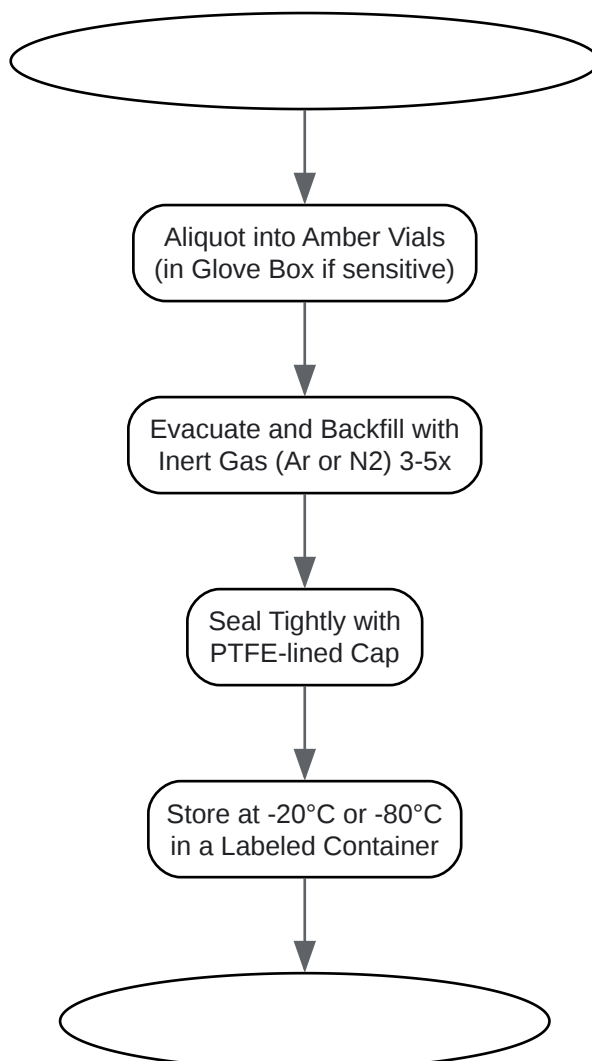 Aliquot into Amber Vials
(in Glove Box if sensitive)
Evacuate and Backfill with
Inert Gas (Ar or N2) 3-5x
Seal Tightly with
PTFE-lined Cap
Store at -20°C or -80°C
in a Labeled Container